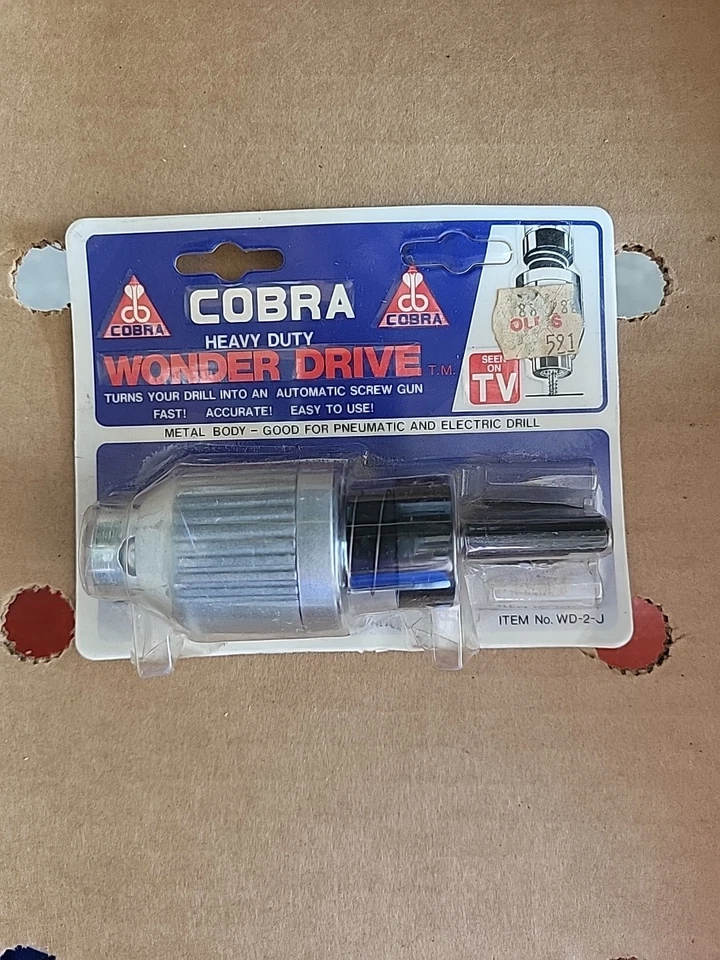 COBRA
COBRA
COBRA
HEAVY DUTY
WONDER DRIVE T.M.
TURNS YOUR DRILL INTO AN AUTOMATIC SCREW GUN
FAST! ACCURATE! EASY TO USE!
SEEN
ON
TV
591
METAL BODY – GOOD FOR PNEUMATIC AND ELECTRIC DRILL
ITEM No. WD-2-J